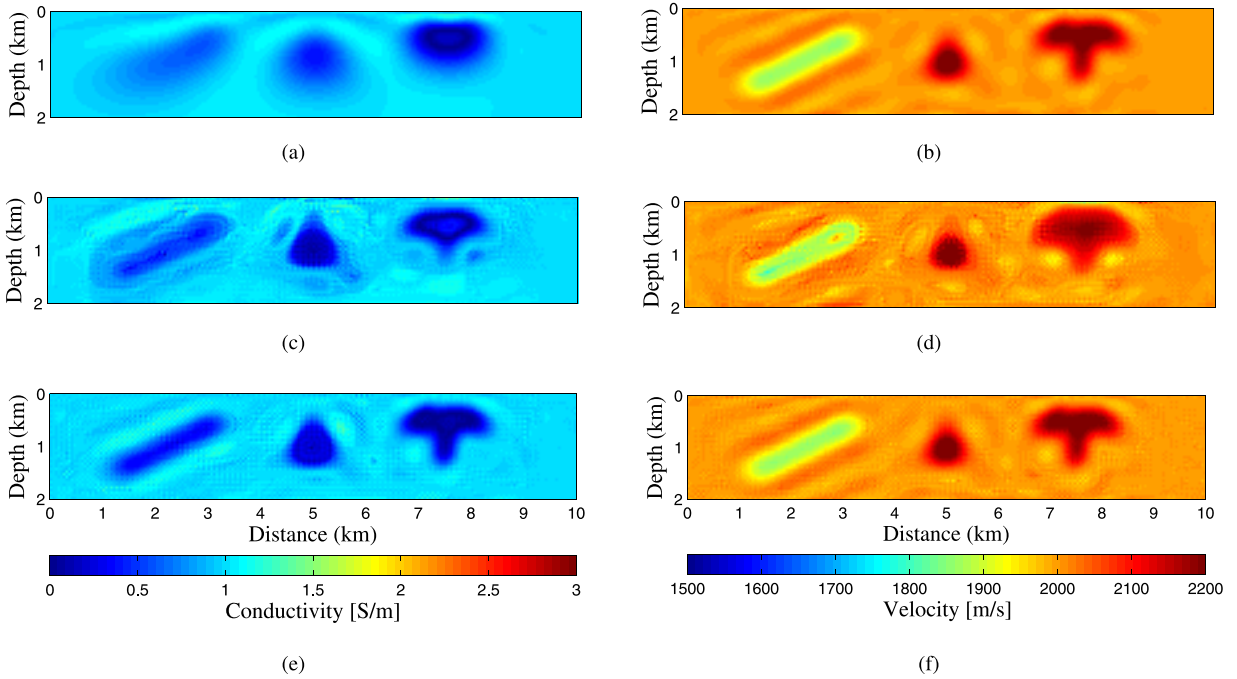 0
Depth (km)
1
2
(a)
0
Depth (km)
1
2
(b)
0
Depth (km)
1
2
(c)
0
Depth (km)
1
2
(d)
0
Depth (km)
1
2
0 1 2 3 4 5 6 7 8 9 10
Distance (km)
0 0.5 1 1.5 2 2.5 3
Conductivity [S/m]
(e)
0
Depth (km)
1
2
0 1 2 3 4 5 6 7 8 9 10
Distance (km)
1500 1600 1700 1800 1900 2000 2100 2200
Velocity [m/s]
(f)